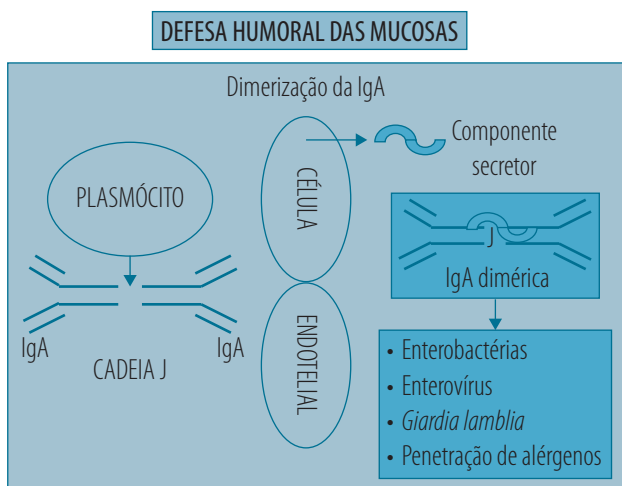 DEFESA HUMORAL DAS MUCOSAS
Dimerização da IgA
PLASMÓCITO
IgA
IgA
CADEIA J
CÉLULA
ENDOTELIAL
Componente
secretor
J
IgA dimérica
• Enterobactérias
• Enterovírus
• Giardia lamblia
• Penetração de alérgenos